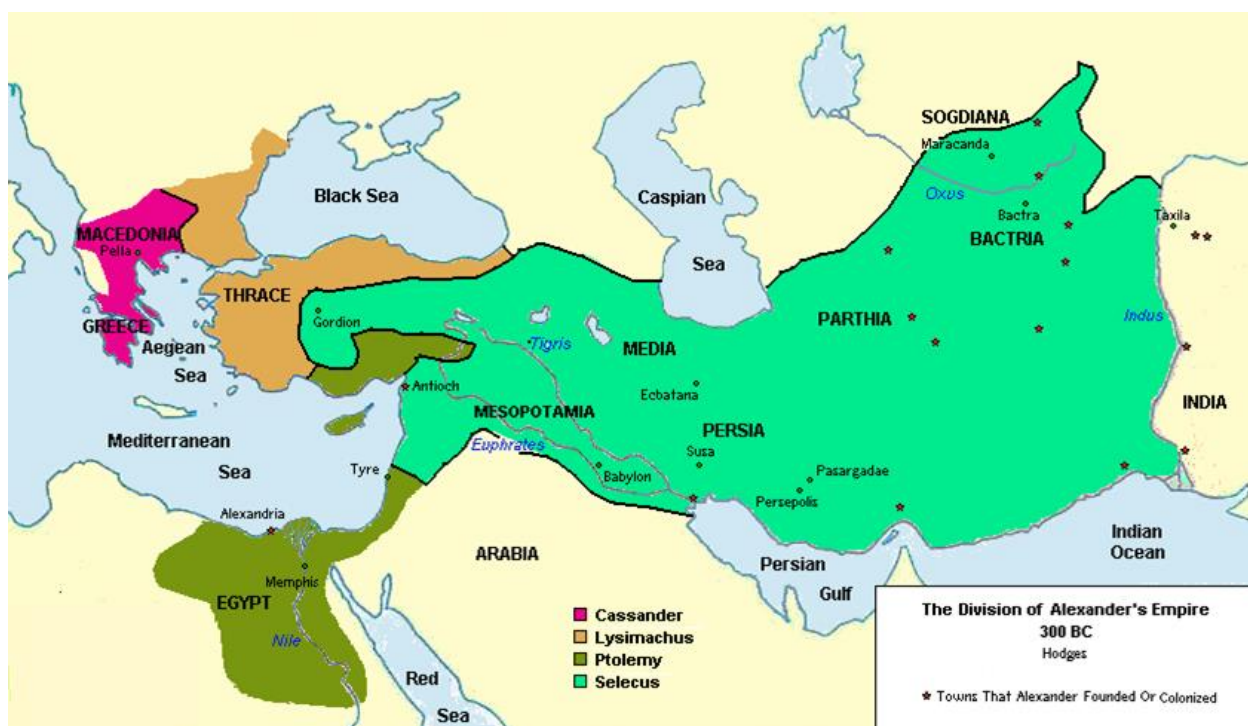 SOGDIANA
Maracanda
Black Sea
Caspian
Sea
Oxus
Bactra
BACTRIA
Taxila
MACEDONIA
Pella
THRACE
GREECE
Aegean
Sea
Gordion
Tigris
MEDIA
PARTHIA
Indus
Antioch
Ecbatana
MESOPOTAMIA
INDIA
Mediterranean
Sea
Euphrates
PERSIA
Susa
Tyre
Babylon
Pasargadae
Persepolis
Alexandria
ARABIA
Persian
Gulf
Indian
Ocean
Memphis
EGYPT
Nile
Red
Sea
Cassander
Lysimachus
Ptolemy
Selecus
The Division of Alexander's Empire
300 BC
Hodges
Towns That Alexander Founded Or Colonized